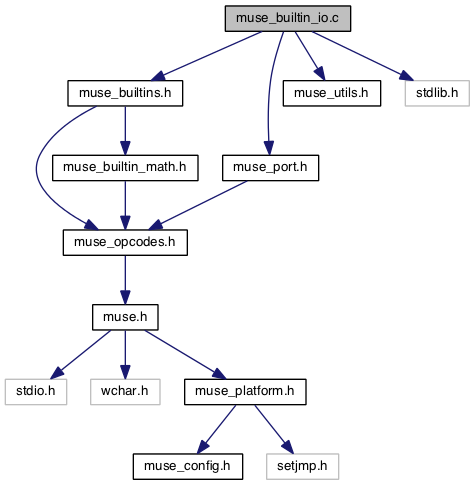 muse_builtin_io.c
muse_builtins.h
muse_utils.h
stdlib.h
muse_builtin_math.h
muse_port.h
muse_opcodes.h
muse.h
stdio.h
wchar.h
muse_platform.h
muse_config.h
setjmp.h